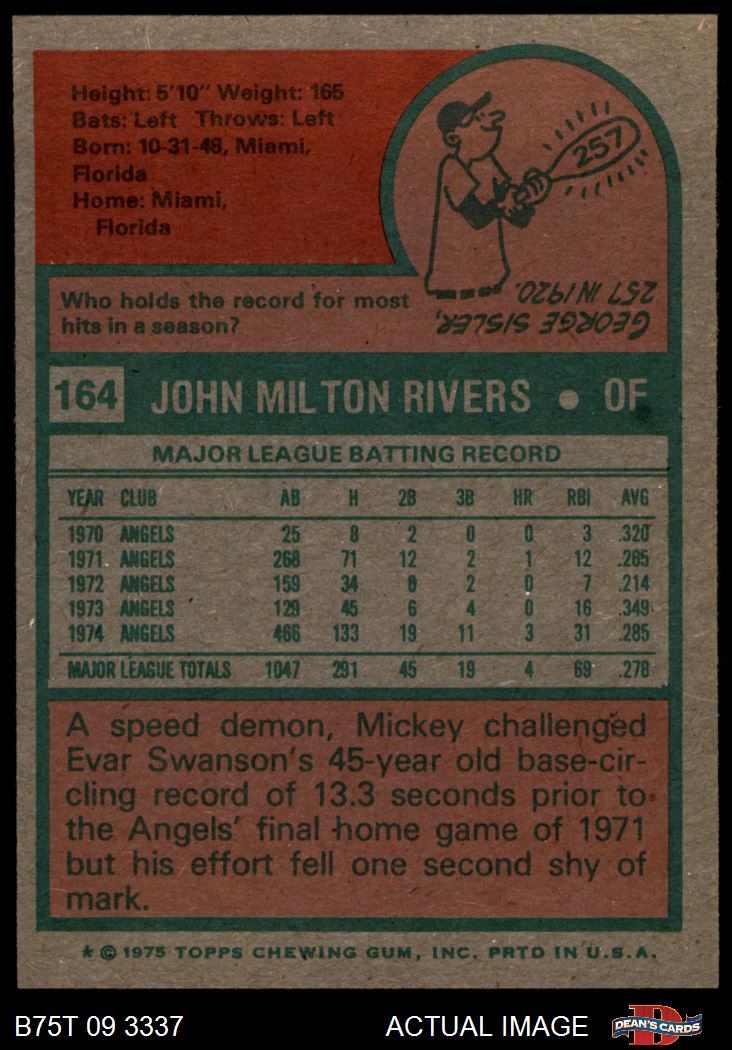 Height: 5'10" Weight: 165
Bats: Left Throws: Left
Born: 10-31-48, Miami,
Florida
Home: Miami,
Florida
257
Who holds the record for most
hits in a season?
GEORGE SISLER,
257 IN 1920.
164 JOHN MILTON RIVERS ● OF
MAJOR LEAGUE BATTING RECORD
YEAR CLUB AB H 2B 3B HR RBI AVG
1970 ANGELS 25 8 2 0 0 3 .320
1971 ANGELS 268 71 12 2 1 12 .265
1972 ANGELS 159 34 6 2 0 7 .214
1973 ANGELS 129 45 6 4 0 16 .349
1974 ANGELS 466 133 19 11 3 31 .285
MAJOR LEAGUE TOTALS 1047 291 45 19 4 69 .278
A speed demon, Mickey challenged
Evar Swanson's 45-year old base-cir-
cling record of 13.3 seconds prior to
the Angels' final home game of 1971
but his effort fell one second shy of
mark.
* © 1975 TOPPS CHEWING GUM, INC. PRTD IN U.S.A.
B75T 09 3337 ACTUAL IMAGE DEAN'S CARDS